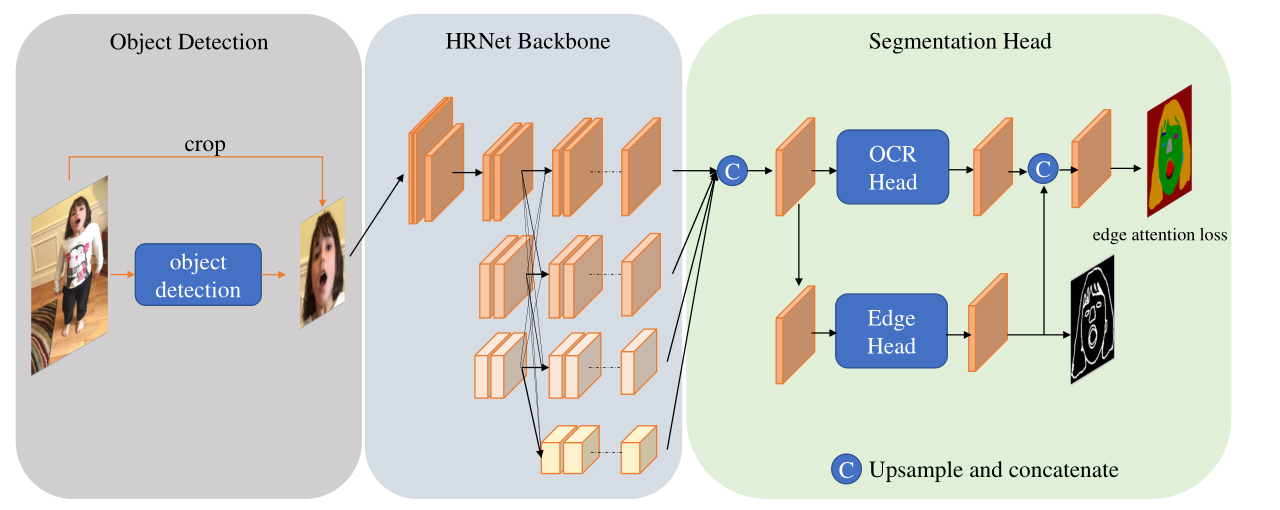 Object Detection
HRNet Backbone
Segmentation Head
crop
object
detection
C
OCR
Head
C
edge attention loss
Edge
Head
C Upsample and concatenate